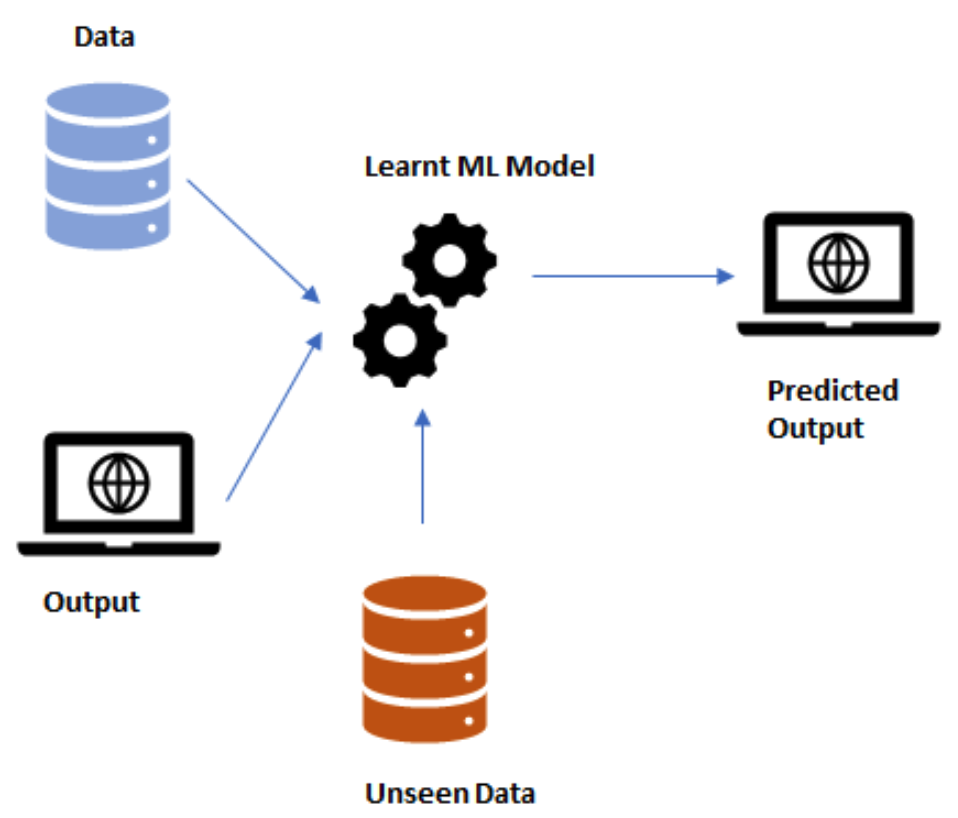 Data
Learnt ML Model
Predicted
Output
Output
Unseen Data